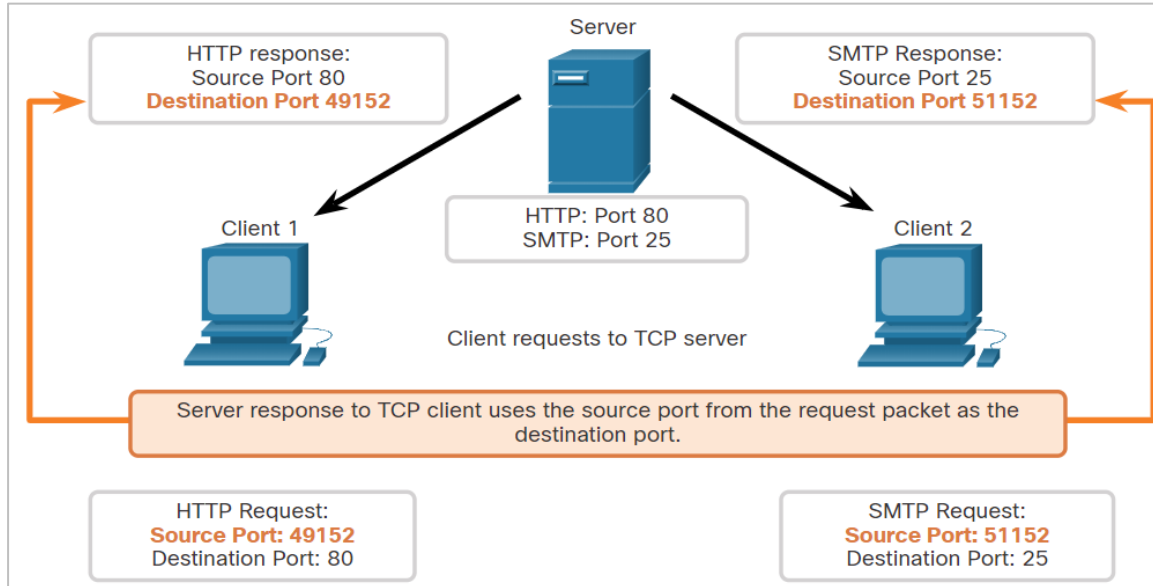 Server
HTTP response:
Source Port 80
Destination Port 49152
SMTP Response:
Source Port 25
Destination Port 51152
HTTP: Port 80
SMTP: Port 25
Client 1
Client 2
Client requests to TCP server
Server response to TCP client uses the source port from the request packet as the
destination port.
HTTP Request:
Source Port: 49152
Destination Port: 80
SMTP Request:
Source Port: 51152
Destination Port: 25